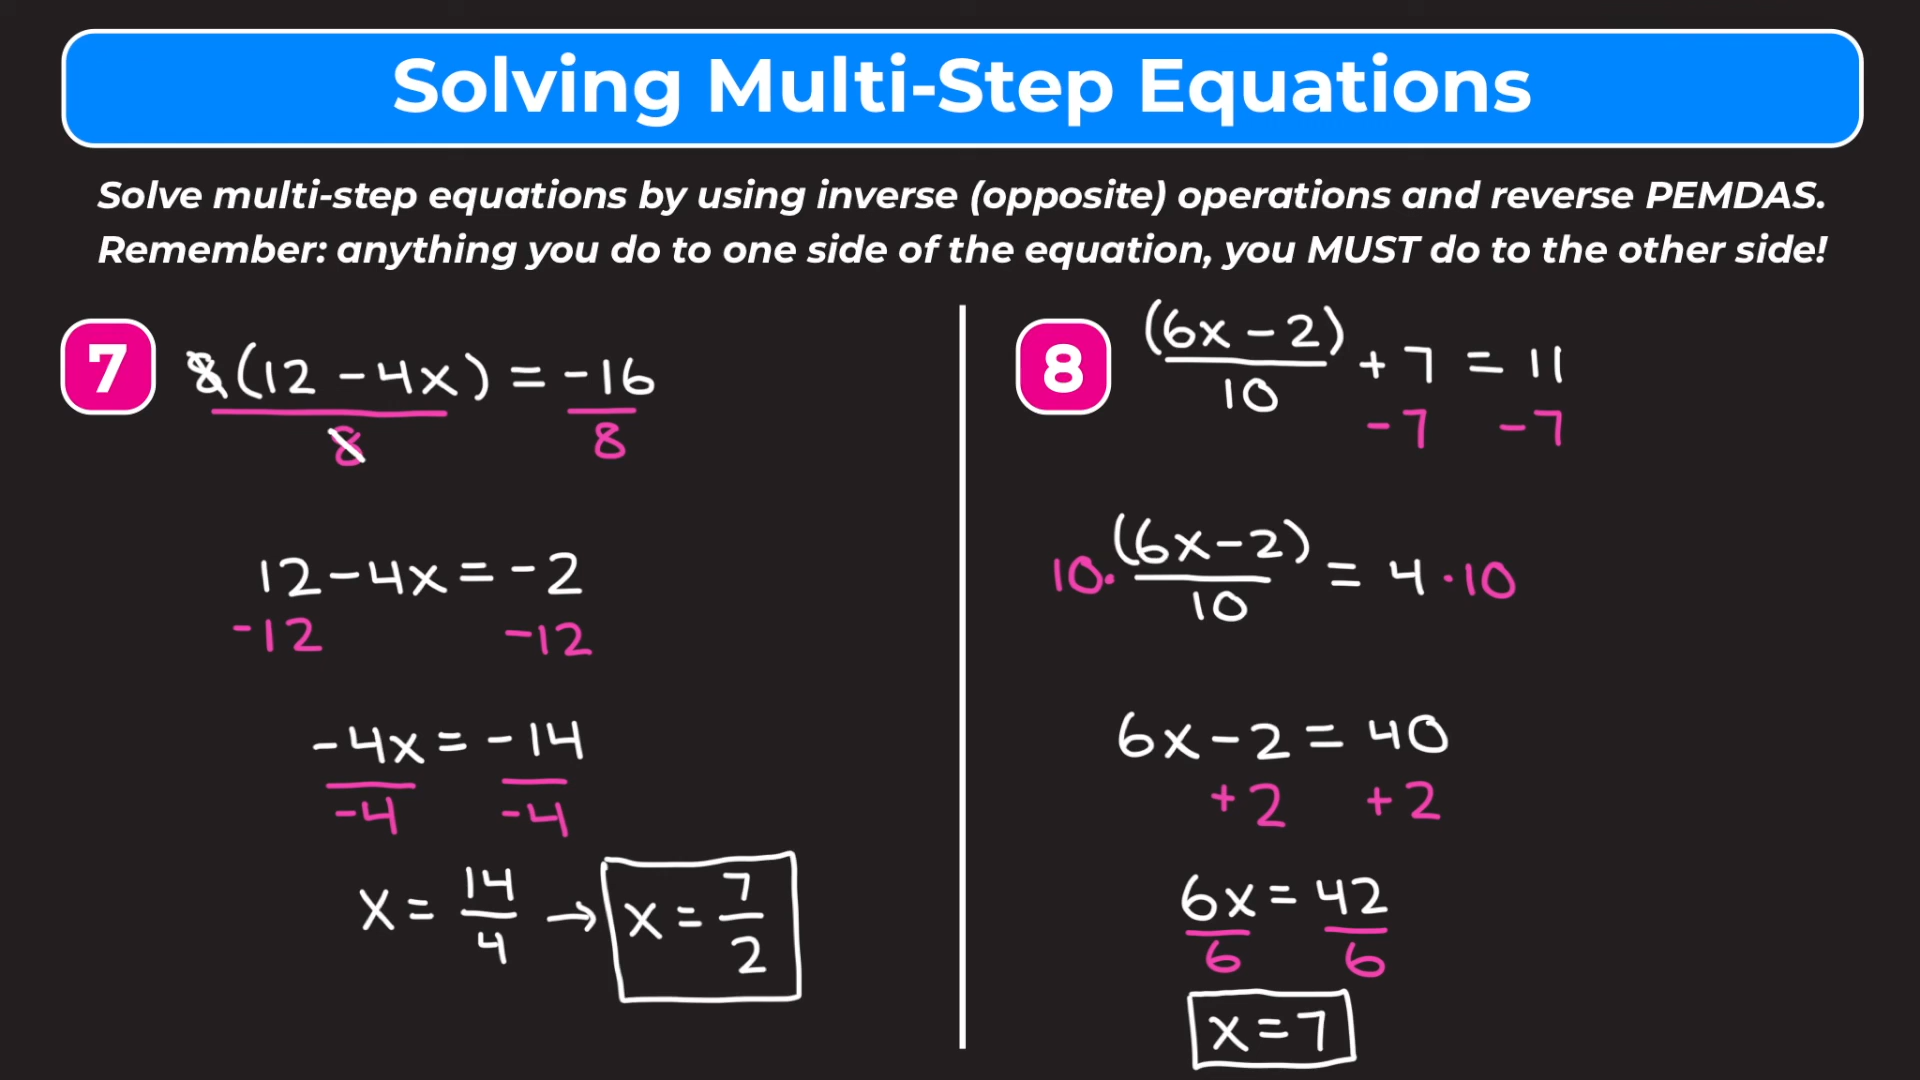 Solving Multi-Step Equations
Solve multi-step equations by using inverse (opposite) operations and reverse PEMDAS.
Remember: anything you do to one side of the equation, you MUST do to the other side!
7
8(12 - 4x) = -16
8 8
12 - 4x = -2
-12 -12
-4x = -14
-4 -4
x = 14/4 → x = 7/2
8
(6x - 2)/10 + 7 = 11
-7 -7
10·(6x - 2)/10 = 4·10
6x - 2 = 40
+2 +2
6x = 42
6 6
x = 7